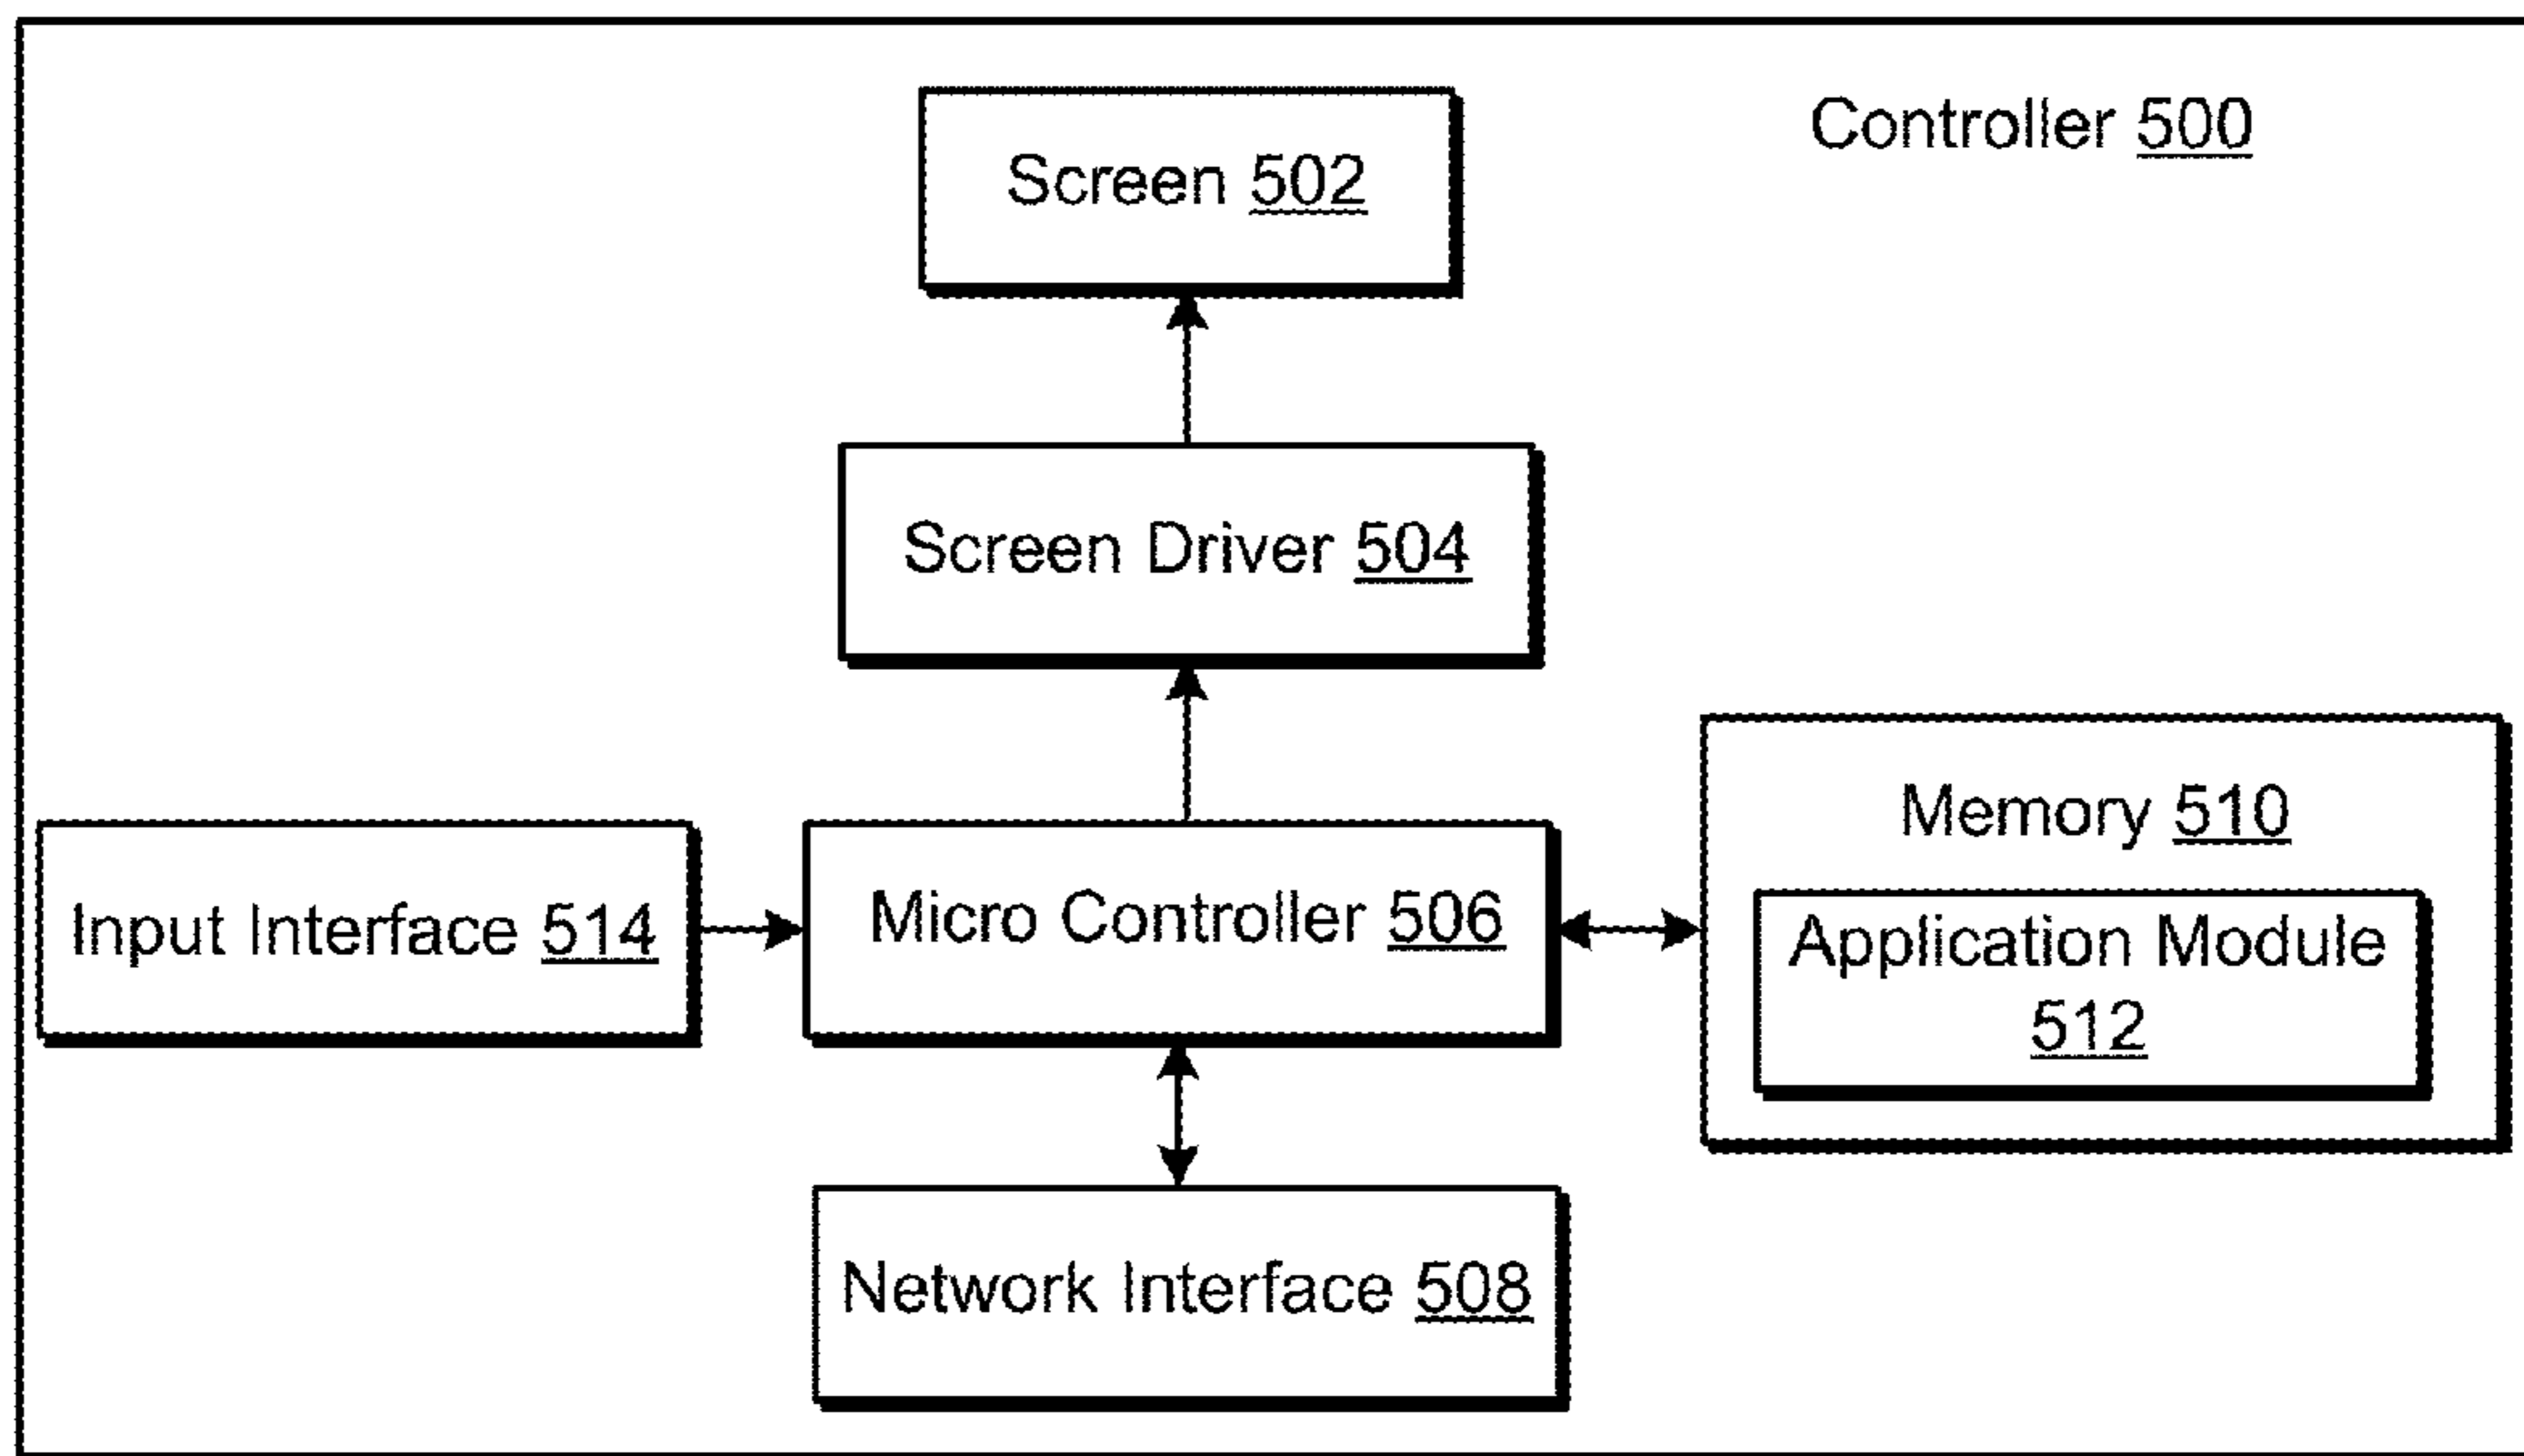 Controller 500
Screen 502
Screen Driver 504
Memory 510
Input Interface 514
Micro Controller 506
Application Module
512
Network Interface 508